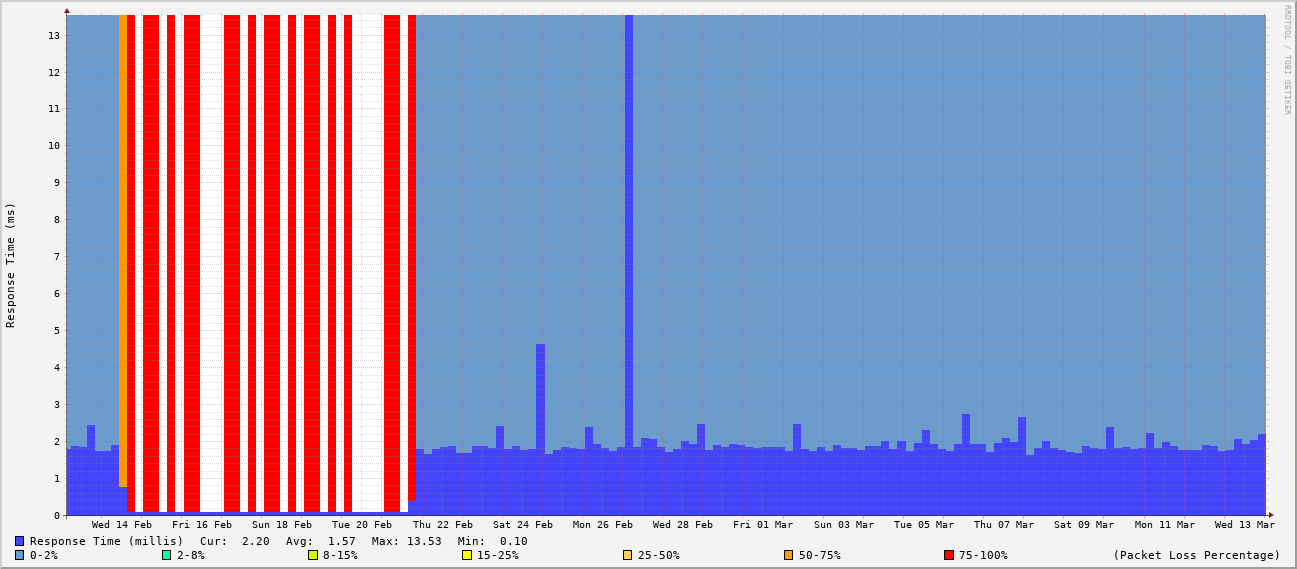 RRDTOOL / TOBI OETIKER
Response Time (ms)
13
12
11
10
9
8
7
6
5
4
3
2
1
0
Wed 14 Feb Fri 16 Feb Sun 18 Feb Tue 20 Feb Thu 22 Feb Sat 24 Feb Mon 26 Feb Wed 28 Feb Fri 01 Mar Sun 03 Mar Tue 05 Mar Thu 07 Mar Sat 09 Mar Mon 11 Mar Wed 13 Mar
Response Time (millis) Cur: 2.20 Avg: 1.57 Max: 13.53 Min: 0.10
0-2% 2-8% 8-15% 15-25% 25-50% 50-75% 75-100% (Packet Loss Percentage)